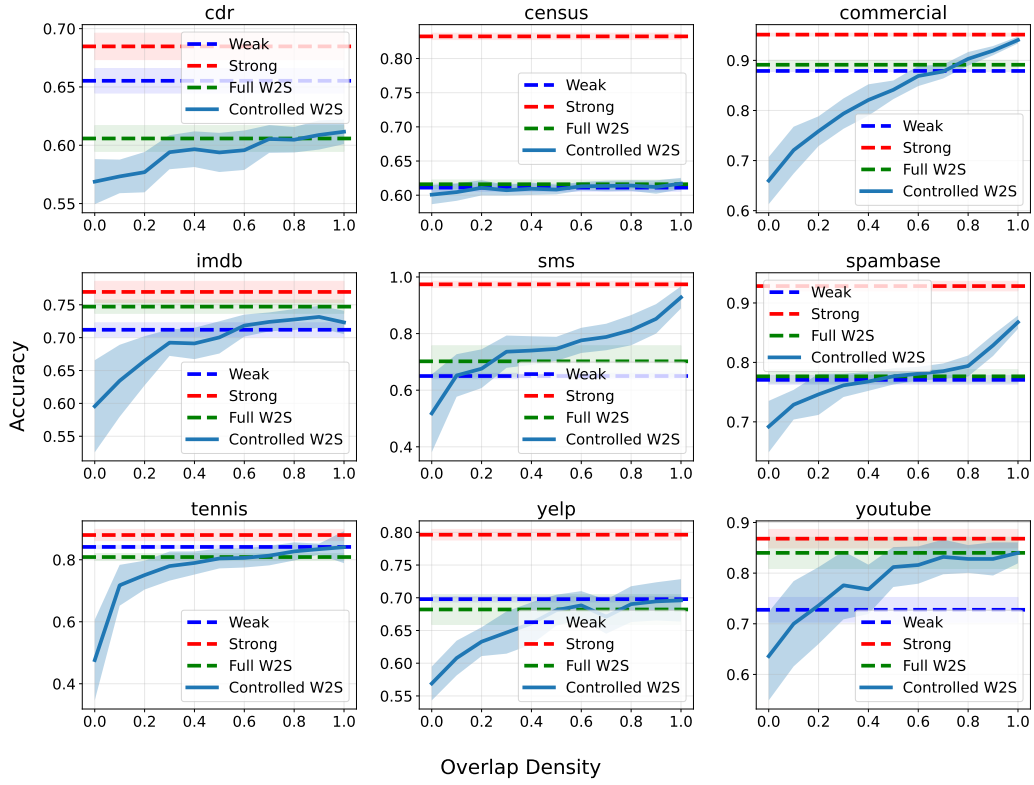 cdr
0.70
0.65
0.60
0.55
0.0 0.2 0.4 0.6 0.8 1.0
Weak
Strong
Full W2S
Controlled W2S
census
0.80
0.75
0.70
0.65
0.60
0.0 0.2 0.4 0.6 0.8 1.0
Weak
Strong
Full W2S
Controlled W2S
commercial
0.9
0.8
0.7
0.6
0.0 0.2 0.4 0.6 0.8 1.0
Weak
Strong
Full W2S
Controlled W2S
Accuracy
imdb
0.75
0.70
0.65
0.60
0.55
0.0 0.2 0.4 0.6 0.8 1.0
Weak
Strong
Full W2S
Controlled W2S
sms
1.0
0.8
0.6
0.4
0.0 0.2 0.4 0.6 0.8 1.0
Weak
Strong
Full W2S
Controlled W2S
spambase
0.9
0.8
0.7
0.0 0.2 0.4 0.6 0.8 1.0
Weak
Strong
Full W2S
Controlled W2S
tennis
0.8
0.6
0.4
0.0 0.2 0.4 0.6 0.8 1.0
Weak
Strong
Full W2S
Controlled W2S
yelp
0.80
0.75
0.70
0.65
0.60
0.55
0.0 0.2 0.4 0.6 0.8 1.0
Weak
Strong
Full W2S
Controlled W2S
youtube
0.9
0.8
0.7
0.6
0.0 0.2 0.4 0.6 0.8 1.0
Weak
Strong
Full W2S
Controlled W2S
Overlap Density